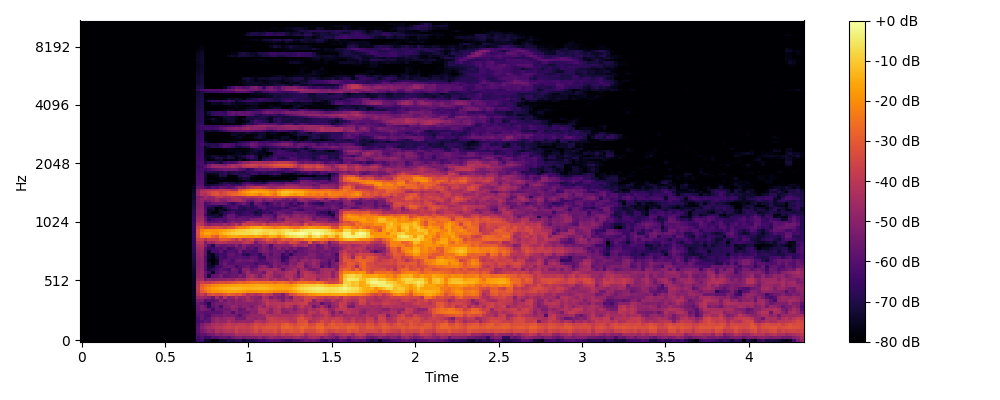 8192
4096
2048
1024
512
0
Hz
0 0.5 1 1.5 2 2.5 3 3.5 4
Time
+0 dB
-10 dB
-20 dB
-30 dB
-40 dB
-50 dB
-60 dB
-70 dB
-80 dB